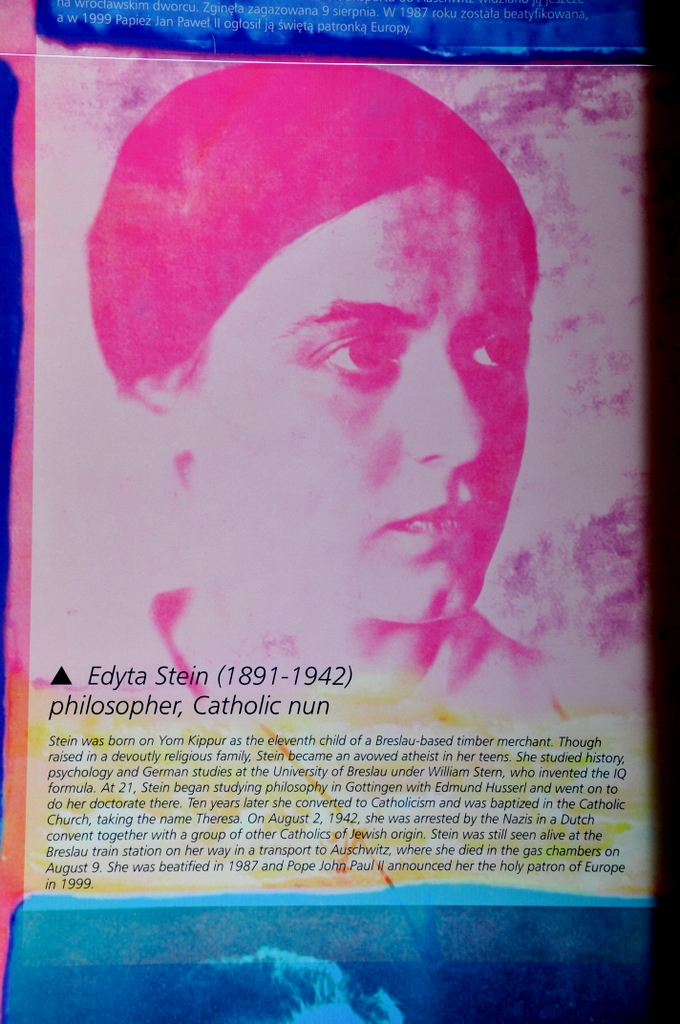 na wrocławskim dworcu. Zginęła zagazowana 9 sierpnia. W 1987 roku została beatyfikowana,
a w 1999 Papież Jan Paweł II ogłosił ją świętą patronką Europy.
▲ Edyta Stein (1891-1942)
philosopher, Catholic nun
Stein was born on Yom Kippur as the eleventh child of a Breslau-based timber merchant. Though
raised in a devoutly religious family, Stein became an avowed atheist in her teens. She studied history,
psychology and German studies at the University of Breslau under William Stern, who invented the IQ
formula. At 21, Stein began studying philosophy in Gottingen with Edmund Husserl and went on to
do her doctorate there. Ten years later she converted to Catholicism and was baptized in the Catholic
Church, taking the name Theresa. On August 2, 1942, she was arrested by the Nazis in a Dutch
convent together with a group of other Catholics of Jewish origin. Stein was still seen alive at the
Breslau train station on her way in a transport to Auschwitz, where she died in the gas chambers on
August 9. She was beatified in 1987 and Pope John Paul II announced her the holy patron of Europe
in 1999.